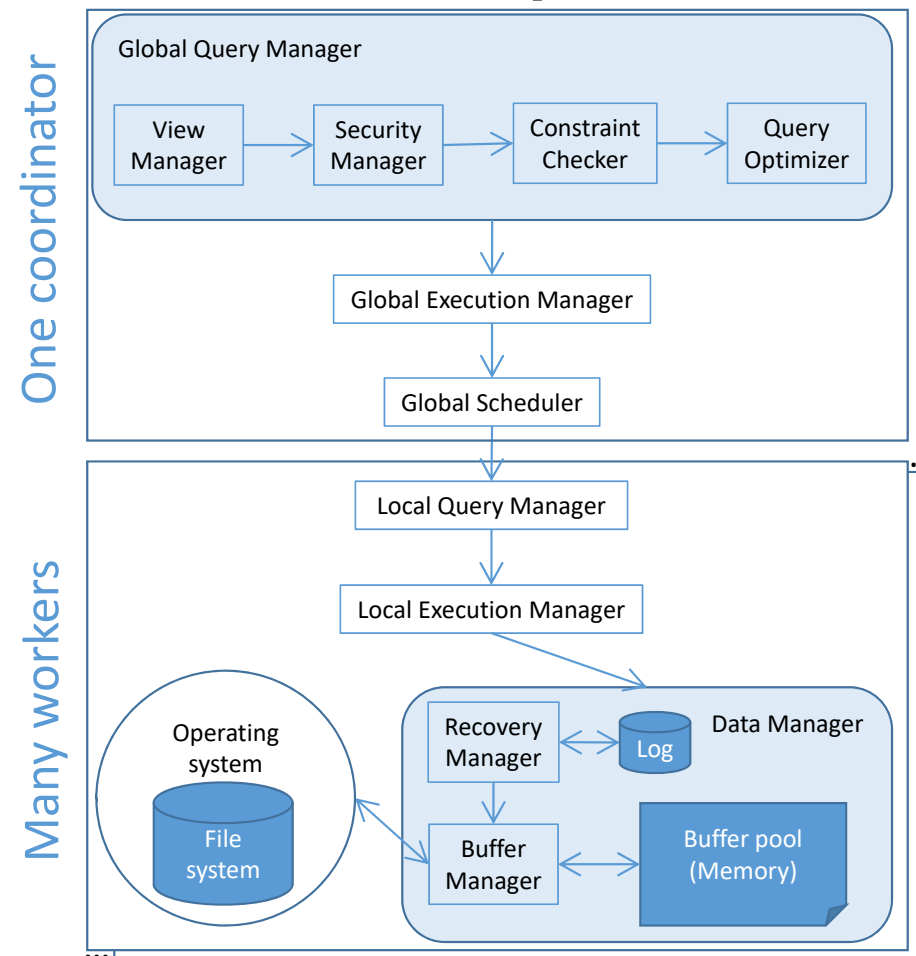 One coordinator
Global Query Manager
View
Manager
Security
Manager
Constraint
Checker
Query
Optimizer
Global Execution Manager
Global Scheduler
Many workers
Local Query Manager
Local Execution Manager
Operating
system
File
system
Data Manager
Recovery
Manager
Log
Buffer
Manager
Buffer pool
(Memory)